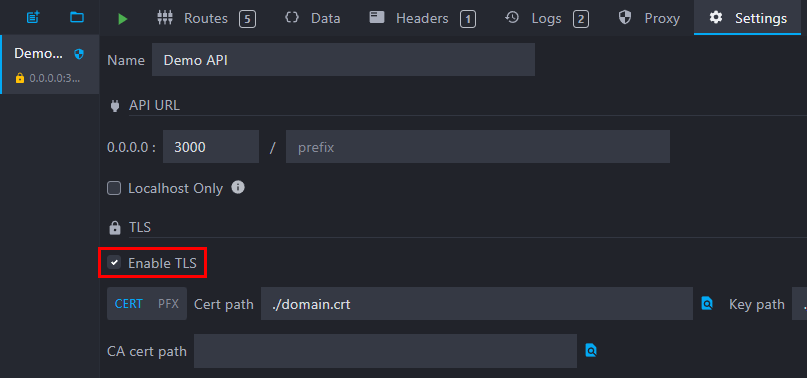 Routes 5 Data Headers 1 Logs 2 Proxy Settings
Demo...
0.0.0.0:3...
Name Demo API
API URL
0.0.0.0 : 3000 / prefix
Localhost Only
TLS
Enable TLS
CERT PFX Cert path ./domain.crt Key path .
CA cert path